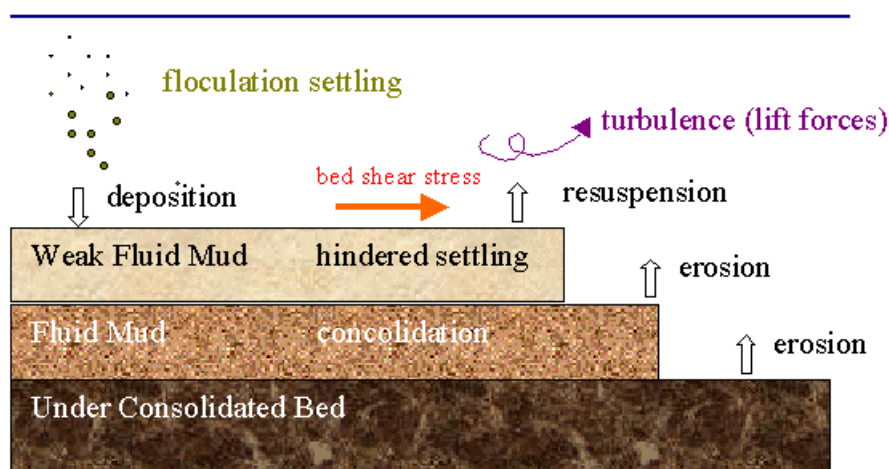 floculation settling
turbulence (lift forces)
bed shear stress
deposition
resuspension
Weak Fluid Mud hindered settling
erosion
Fluid Mud concolidation
erosion
Under Consolidated Bed